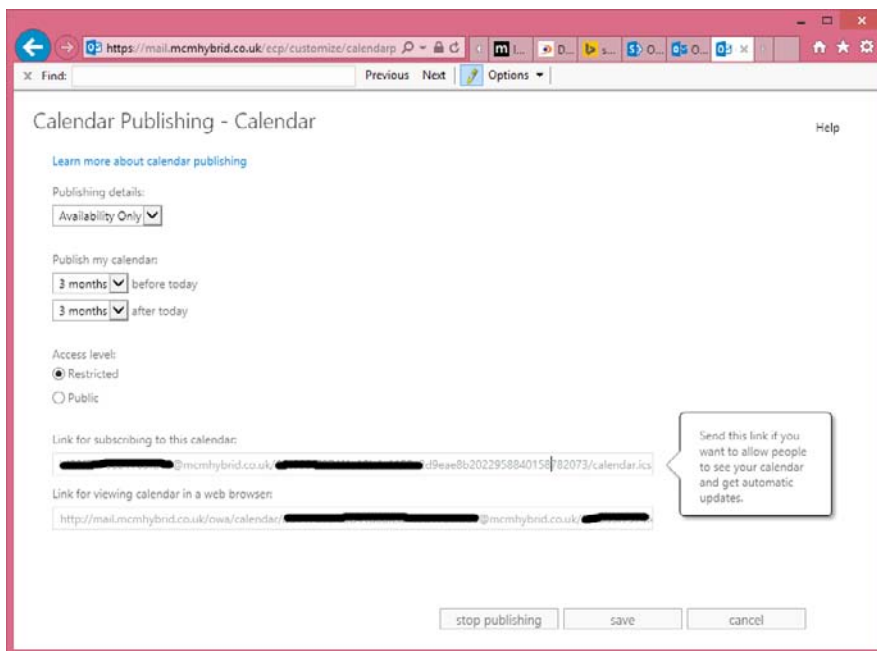 https://mail.mcmhybrid.co.uk/ecp/customize/calendarp
m I... D... s... O... O...
Find: Previous Next Options
Calendar Publishing - Calendar
Help
Learn more about calendar publishing
Publishing details:
Availability Only
Publish my calendar:
3 months before today
3 months after today
Access level:
Restricted
Public
Link for subscribing to this calendar:
@mcmhybrid.co.uk/ d9eae8b2022958840158782073/calendar.ics
Link for viewing calendar in a web browser:
http://mail.mcmhybrid.co.uk/owa/calendar/ @mcmhybrid.co.uk/
Send this link if you
want to allow people
to see your calendar
and get automatic
updates.
stop publishing save cancel